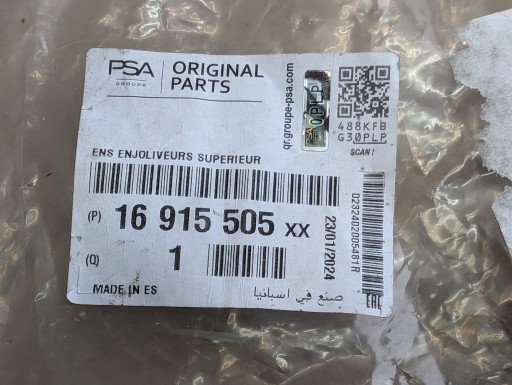 PSA
GROUPE
ORIGINAL
PARTS
qr.groupe-psa.com
488KFB
G30PLP
SCAN!
ENS ENJOLIVEURS SUPERIEUR
(P) 16 915 505 XX
23/01/2024
0232402005481R
(Q) 1
MADE IN ES
صنع في اسبانيا
EAC